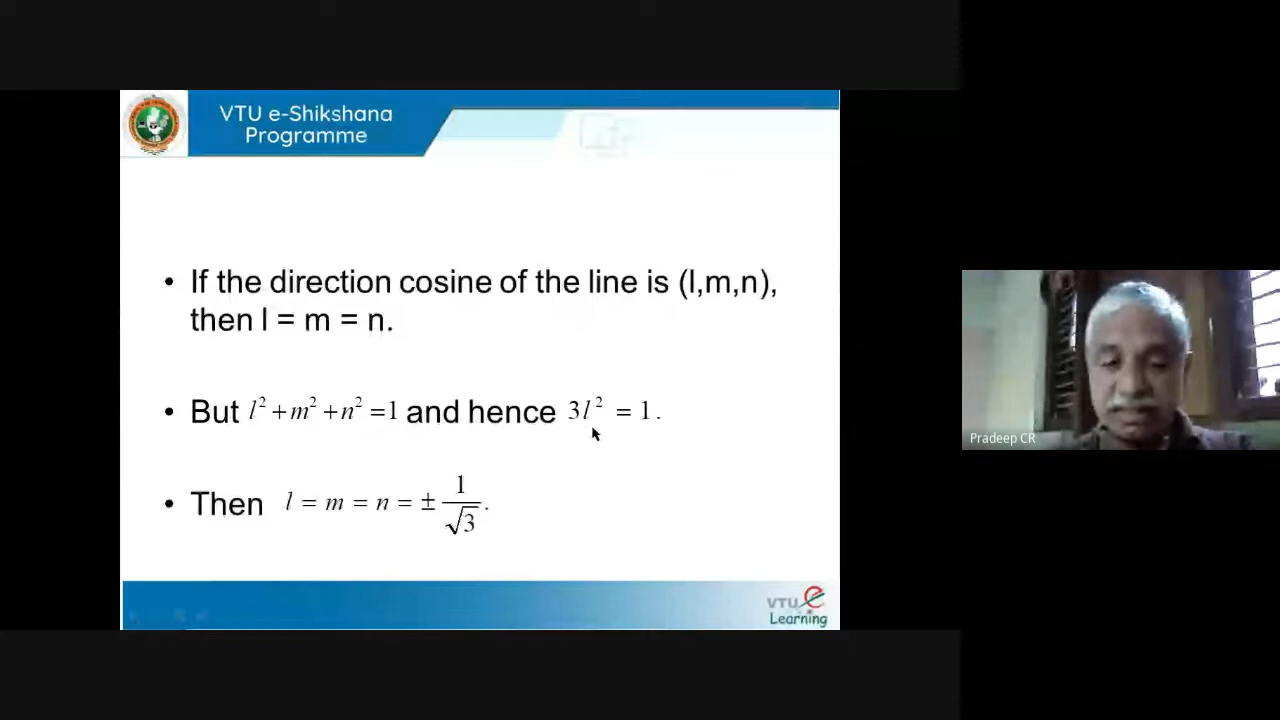 VTU e-Shikshana
Programme
• If the direction cosine of the line is (l,m,n),
then l = m = n.
• But l² + m² + n² = 1 and hence 3l² = 1.
• Then l = m = n = ± 1/√3.
Pradeep CR
VTU e
Learning